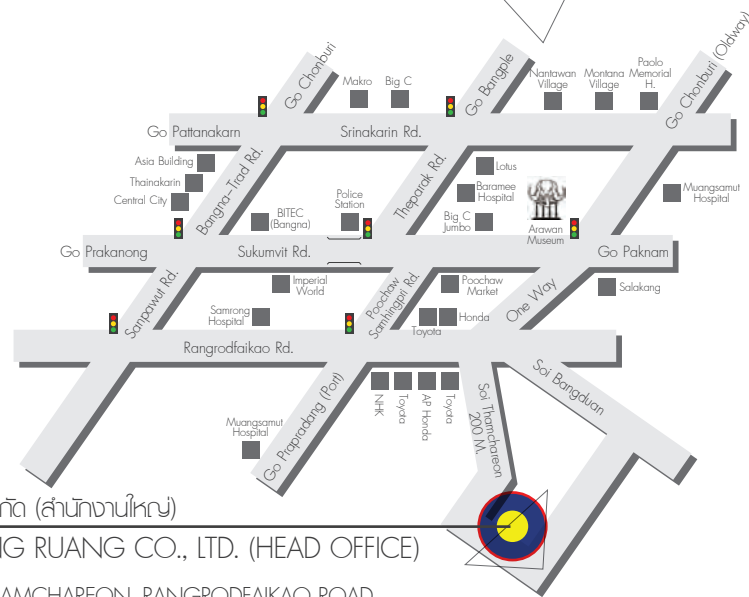 Go Chonburi
Makro
Big C
Go Bangple
Nantawan
Village
Montana
Village
Paolo
Memorial
H.
Go Chonburi (Oldway)
Go Pattanakarn
Srinakarin Rd.
Asia Building
Thainakarin
Central City
Bangna-Trad Rd.
BITEC
(Bangna)
Police
Station
Theparak Rd.
Lotus
Baramee
Hospital
Big C
Jumbo
Arawan
Museum
Muangsamut
Hospital
Go Prakanong
Sukumvit Rd.
Go Paknam
Sanpawut Rd.
Imperial
World
Samrong
Hospital
Poochaw
Samhingpri Rd.
Poochaw
Market
Honda
Toyota
One Way
Salakang
Rangrodfaikao Rd.
NHK
Toyota
AP Honda
Toyota
Soi Thamchareon
200 M.
Soi Bangduan
Muangsamut
Hospital
Go Prapradang (Port)
กัด (สำนักงานใหญ่)
NG RUANG CO., LTD. (HEAD OFFICE)
AMCHAREON, RANGRODFAIKAO ROAD,